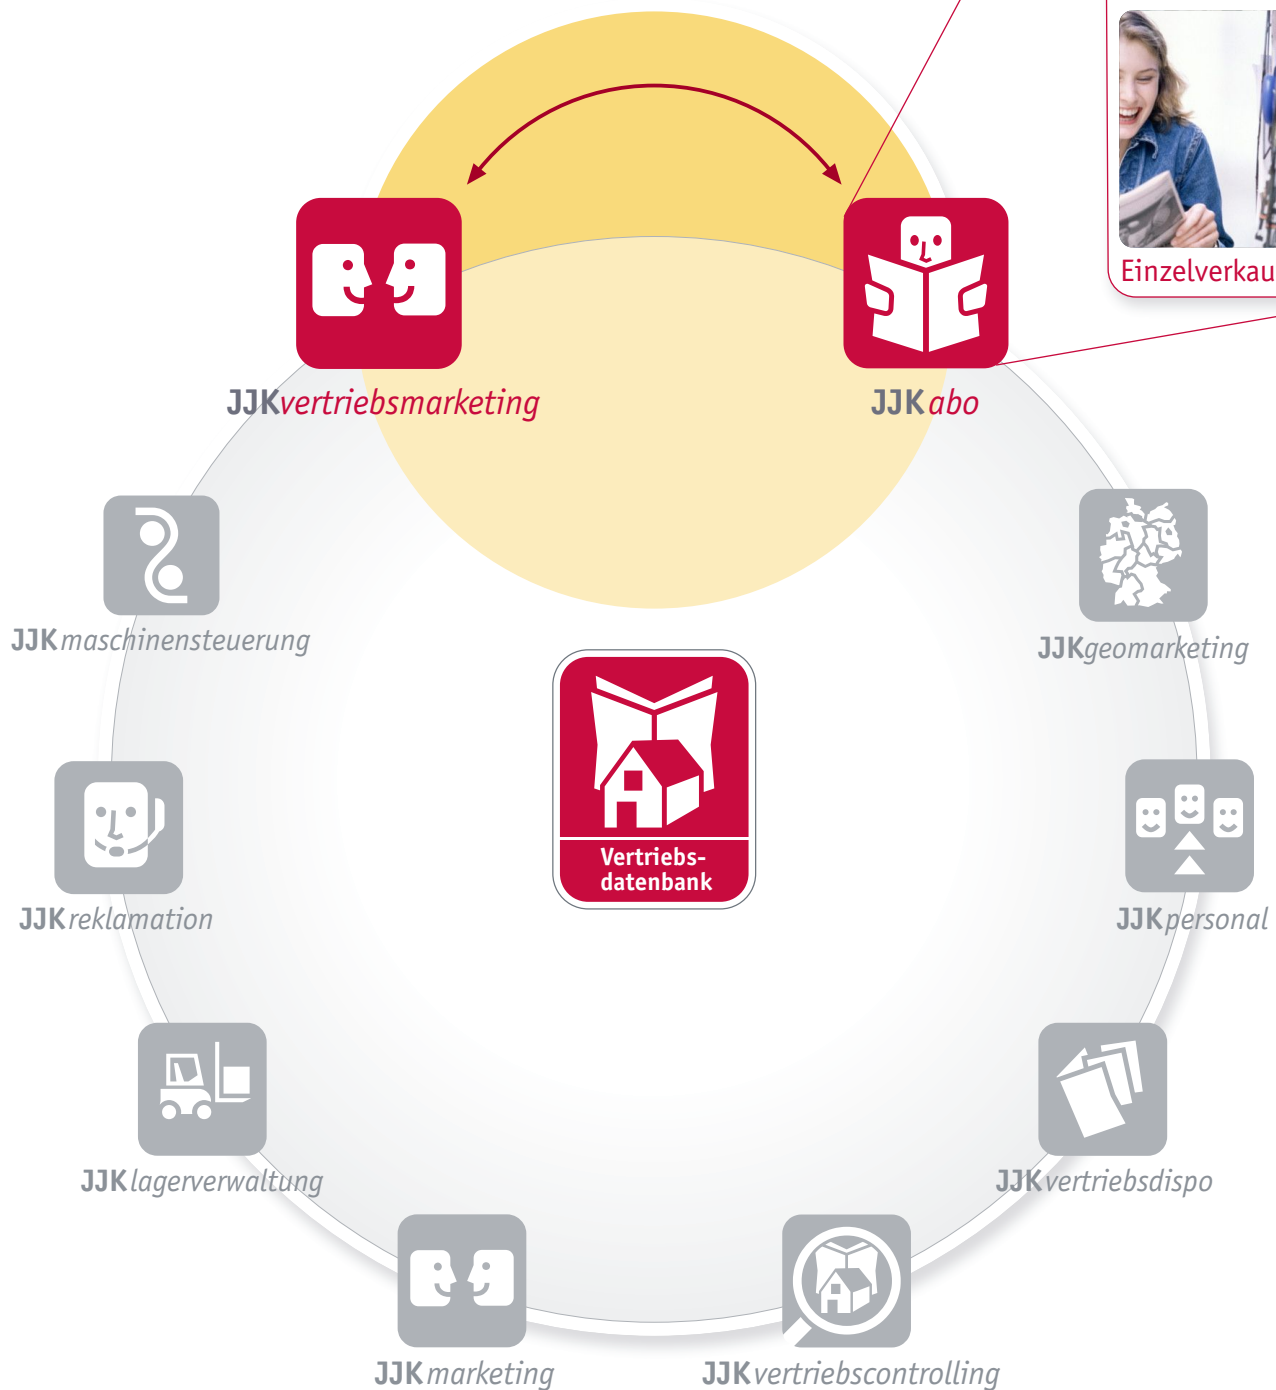 Einzelverkau
JJKvertriebsmarketing
JJKabo
JJKmaschinensteuerung
JJKgeomarketing
Vertriebs-
datenbank
JJKreklamation
JJKpersonal
JJKlagerverwaltung
JJKvertriebsdispo
JJKmarketing
JJKvertriebscontrolling